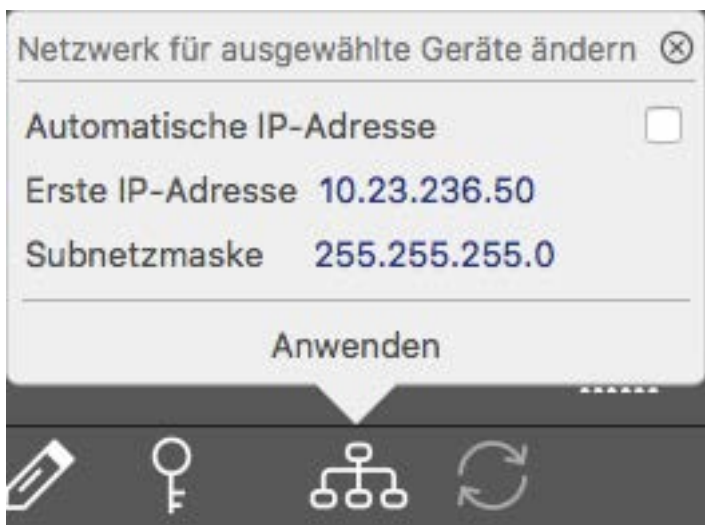 Netzwerk für ausgewählte Geräte ändern
Automatische IP-Adresse
Erste IP-Adresse 10.23.236.50
Subnetzmaske 255.255.255.0
Anwenden